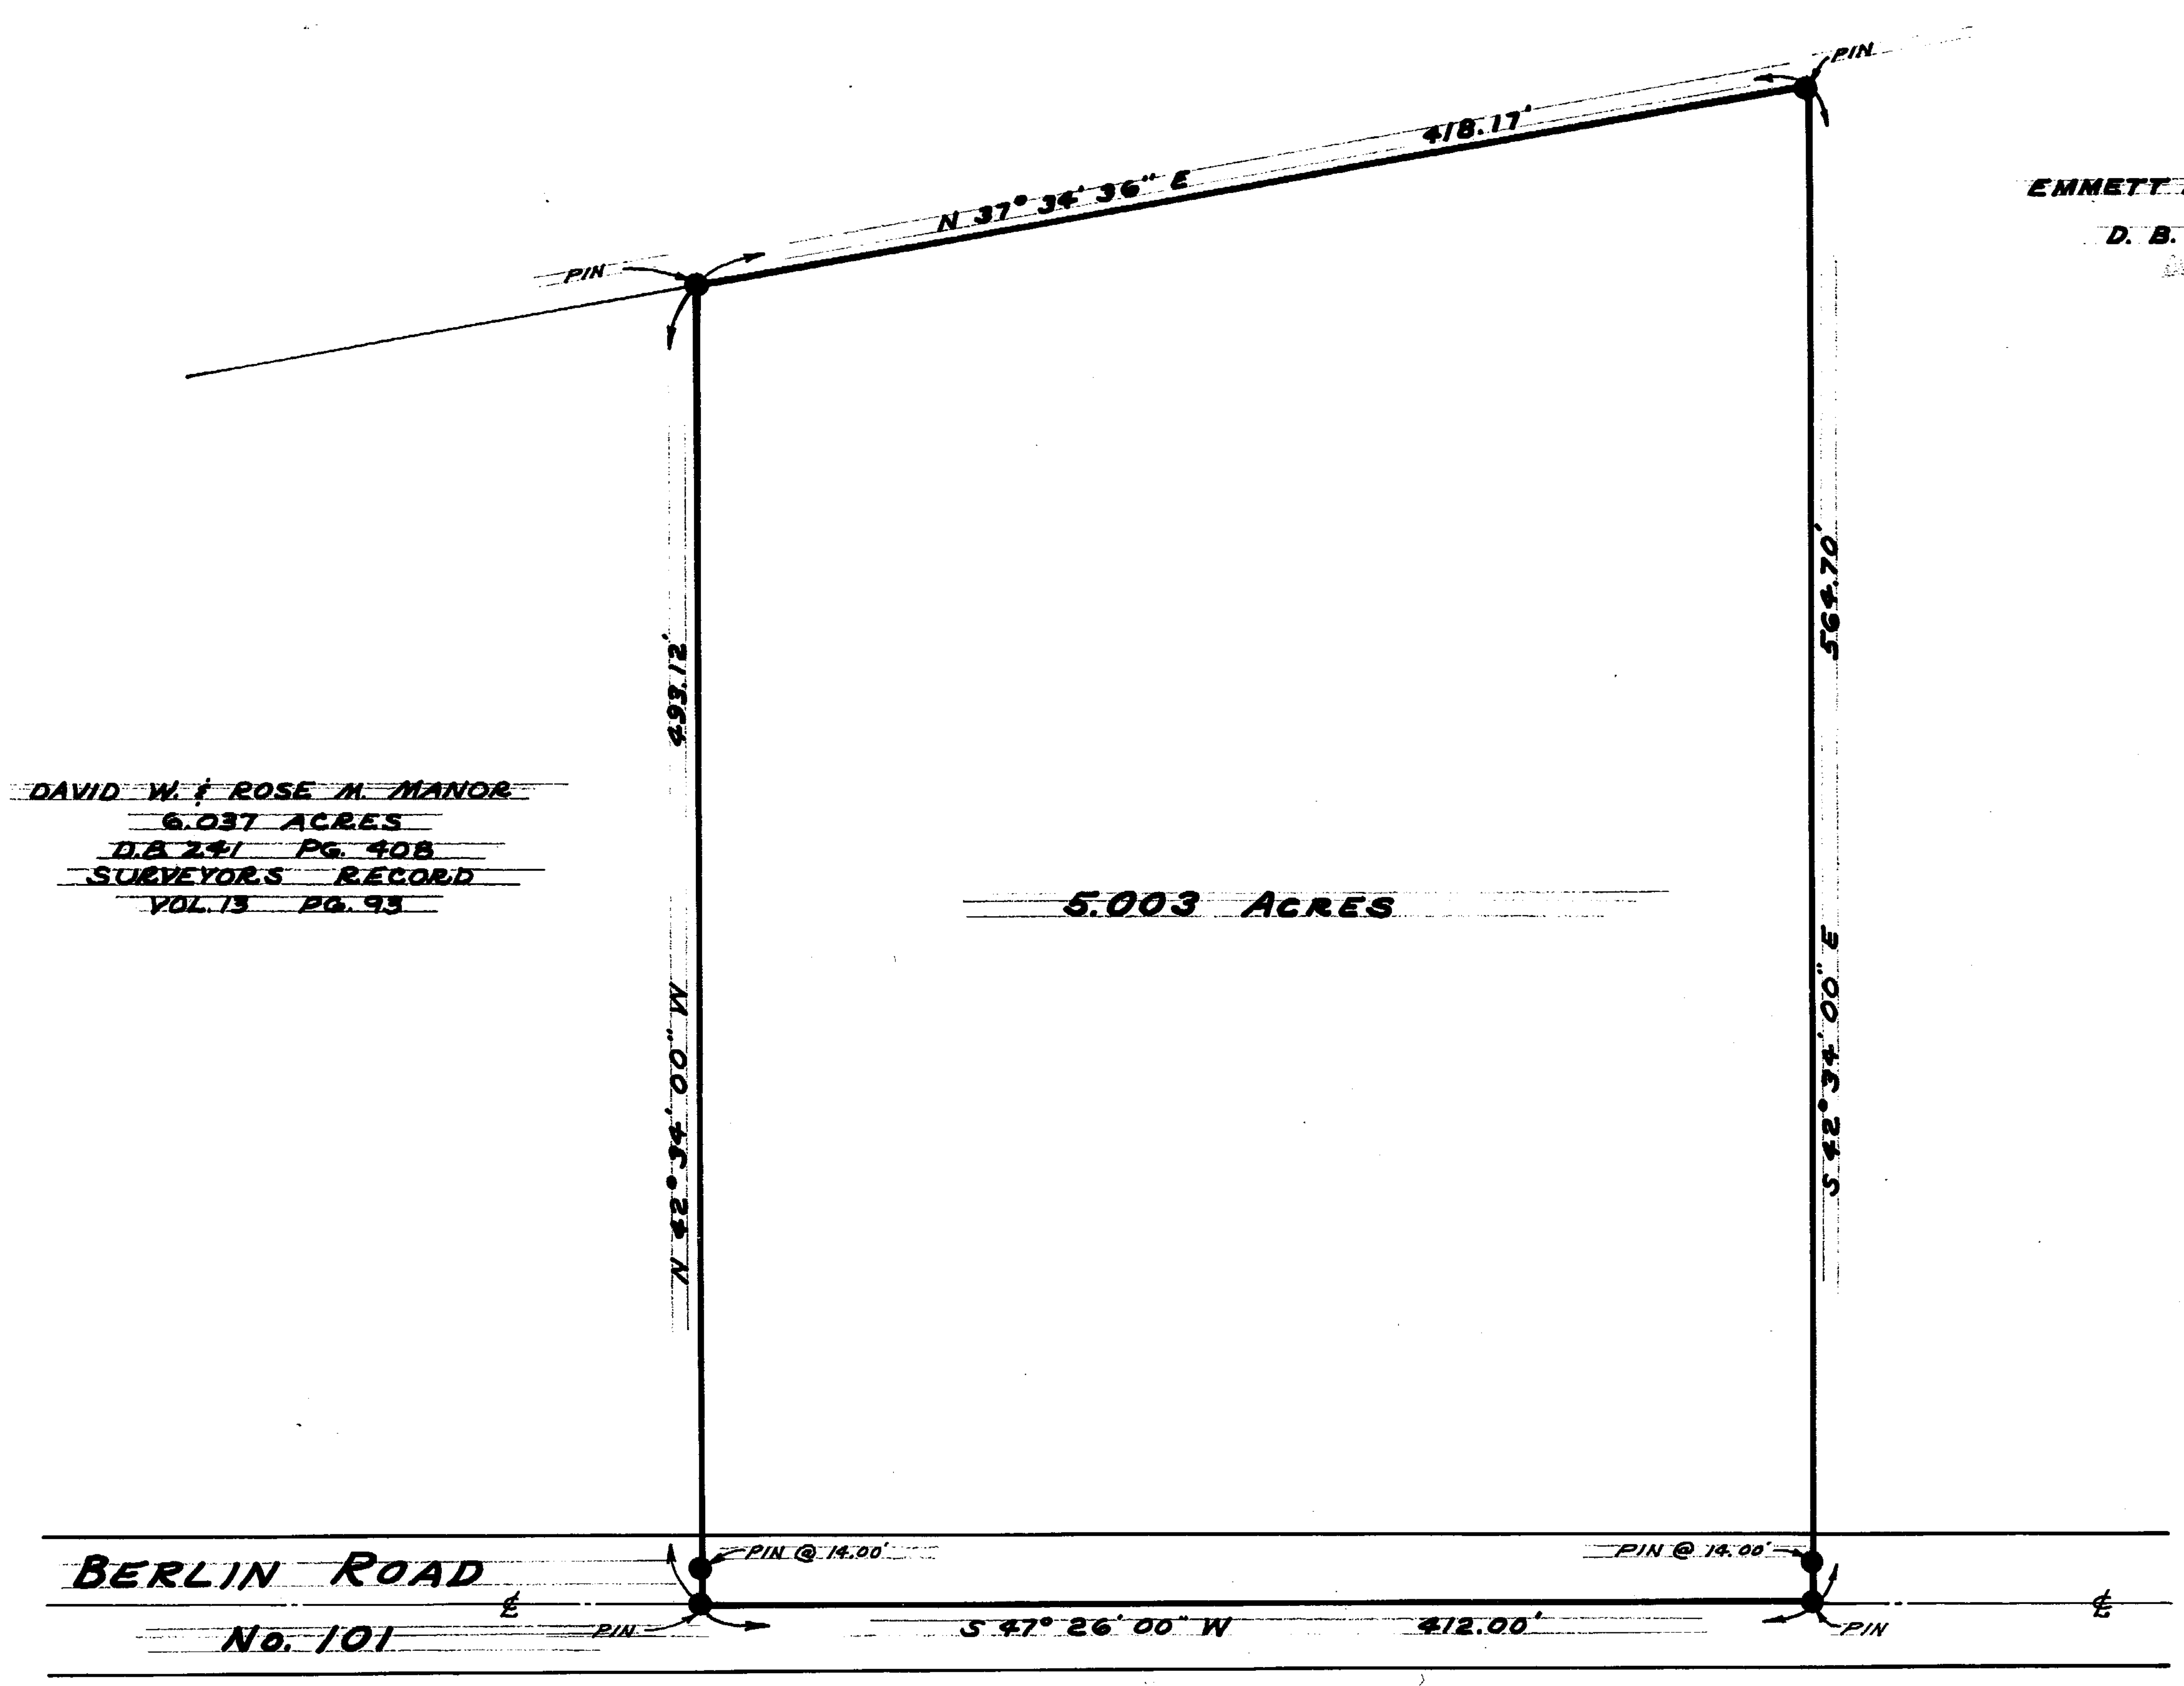 PIN
418.17'
N 37° 34' 36" E
PIN
EMMETT
D. B.
493.12'
N 42° 34' 00" W
564.70'
S 42° 34' 00" E
DAVID W. & ROSE M. MANOR
6.037 ACRES
D.B 241 PG. 408
SURVEYORS RECORD
VOL. 13 PG. 93
5.003 ACRES
PIN @ 14.00'
PIN @ 14.00'
BERLIN ROAD
℄
℄
No. 101
PIN
S 47° 26' 00" W 412.00'
PIN